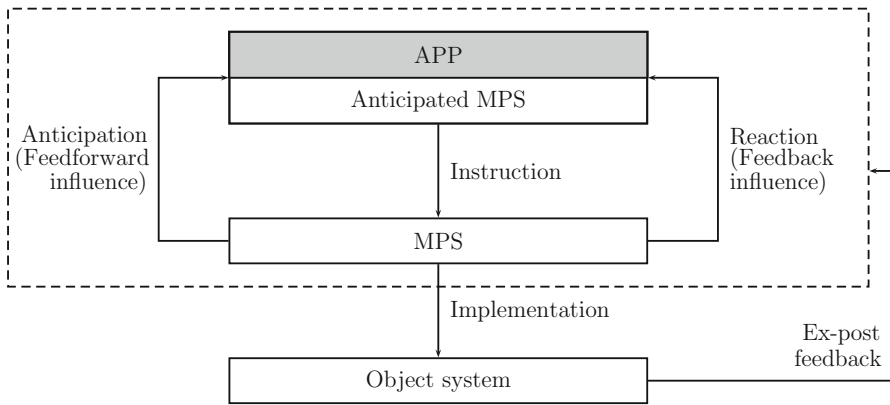 APP
Anticipated MPS
Anticipation
(Feedforward
influence)
Reaction
(Feedback
influence)
Instruction
MPS
Implementation
Ex-post
feedback
Object system